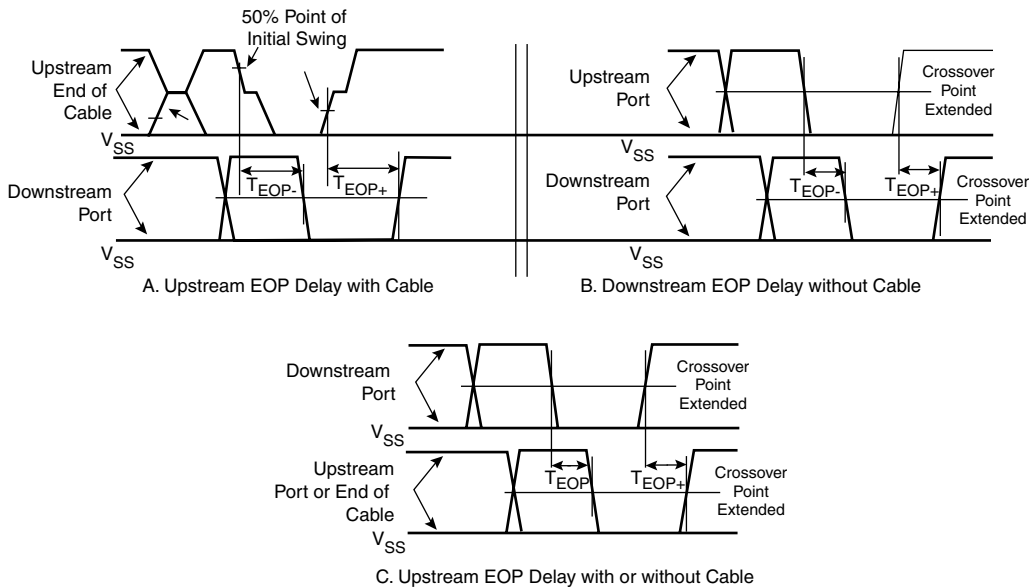 50% Point of
Initial Swing
Upstream
End of
Cable
VSS
Downstream
Port
TEOP-
TEOP+
VSS
A. Upstream EOP Delay with Cable
Upstream
Port
Crossover
Point
Extended
VSS
Downstream
Port
TEOP-
TEOP+
Crossover
Point
Extended
VSS
B. Downstream EOP Delay without Cable
Downstream
Port
Crossover
Point
Extended
VSS
Upstream
Port or End of
Cable
TEOP
TEOP+
Crossover
Point
Extended
VSS
C. Upstream EOP Delay with or without Cable